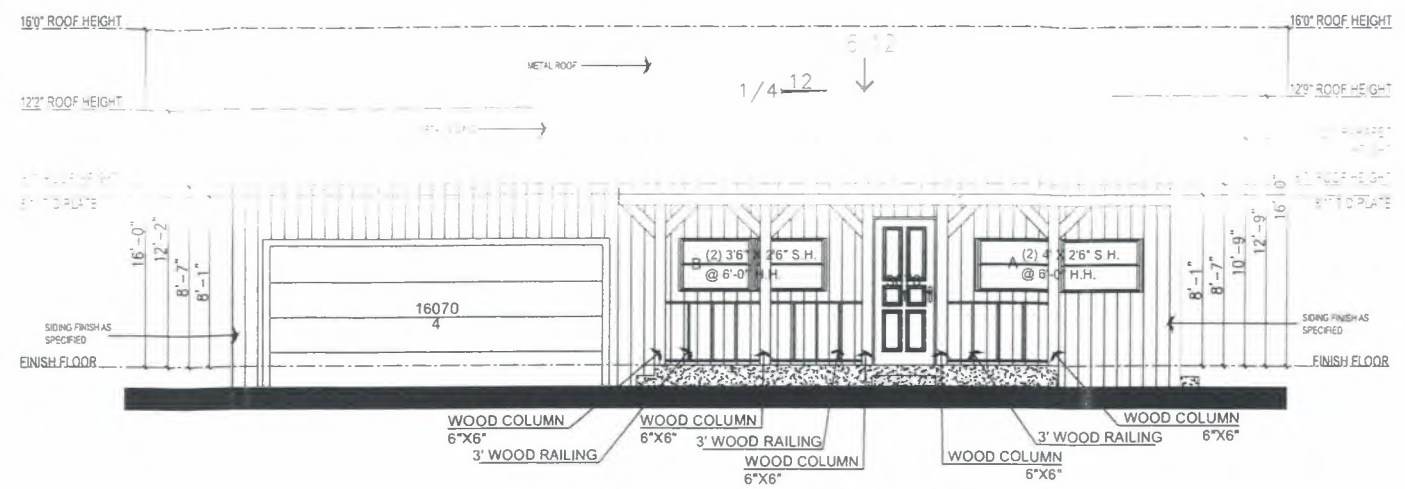 16'0" ROOF HEIGHT
16'0" ROOF HEIGHT
METAL ROOF
1/4 12
12'2" ROOF HEIGHT
12'9" ROOF HEIGHT
ROOF HEIGHT
T.O PLATE
16'-0"
12'-2"
8'-7"
8'-1"
B (2) 3'6" X 2'6" S.H.
@ 6'-0" H.H.
A (2) 4' X 2'6" S.H.
@ 6'-0" H.H.
8'-1"
8'-7"
10'-9"
12'-9"
16'-0"
16070
4
SIDING FINISH AS
SPECIFIED
SIDING FINISH AS
SPECIFIED
FINISH FLOOR
FINISH FLOOR
WOOD COLUMN
6"X6"
3' WOOD RAILING
WOOD COLUMN
6"X6"
3' WOOD RAILING
WOOD COLUMN
6"X6"
WOOD COLUMN
6"X6"
3' WOOD RAILING
WOOD COLUMN
6"X6"